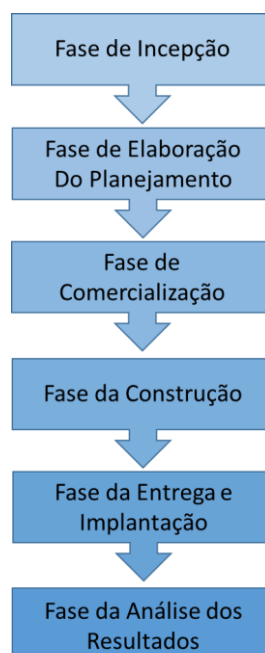 Fase de Incepção
Fase de Elaboração
Do Planejamento
Fase de
Comercialização
Fase da Construção
Fase da Entrega e
Implantação
Fase da Análise dos
Resultados